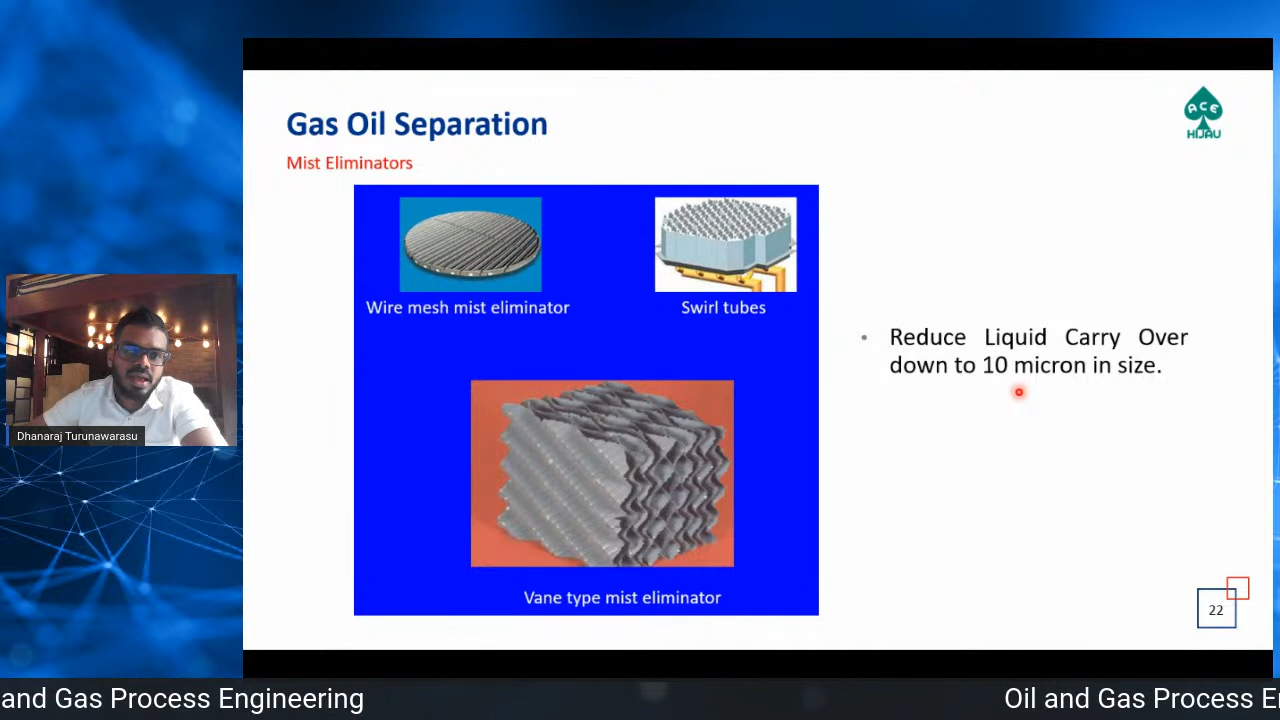 Gas Oil Separation
Mist Eliminators
ACE
HIJAU
Wire mesh mist eliminator
Swirl tubes
• Reduce Liquid Carry Over
down to 10 micron in size.
Vane type mist eliminator
22
Dhanaraj Turunawarasu
and Gas Process Engineering
Oil and Gas Process E